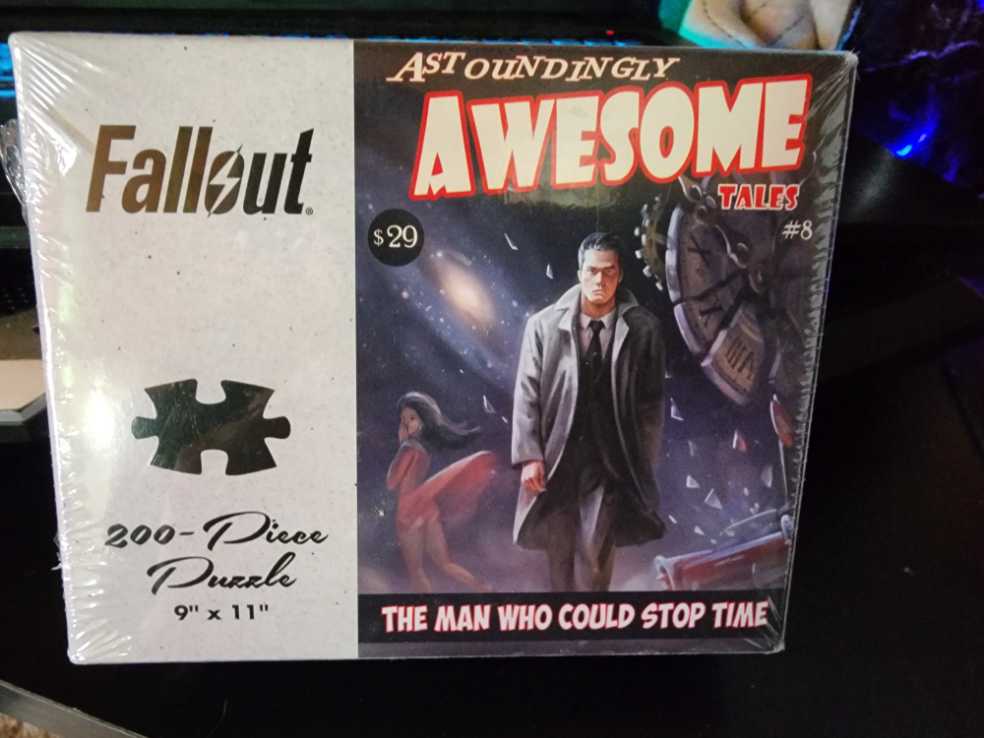 Fallout®
200-Piece
Puzzle
9" x 11"
ASTOUNDINGLY
AWESOME
TALES
#8
$29
THE MAN WHO COULD STOP TIME